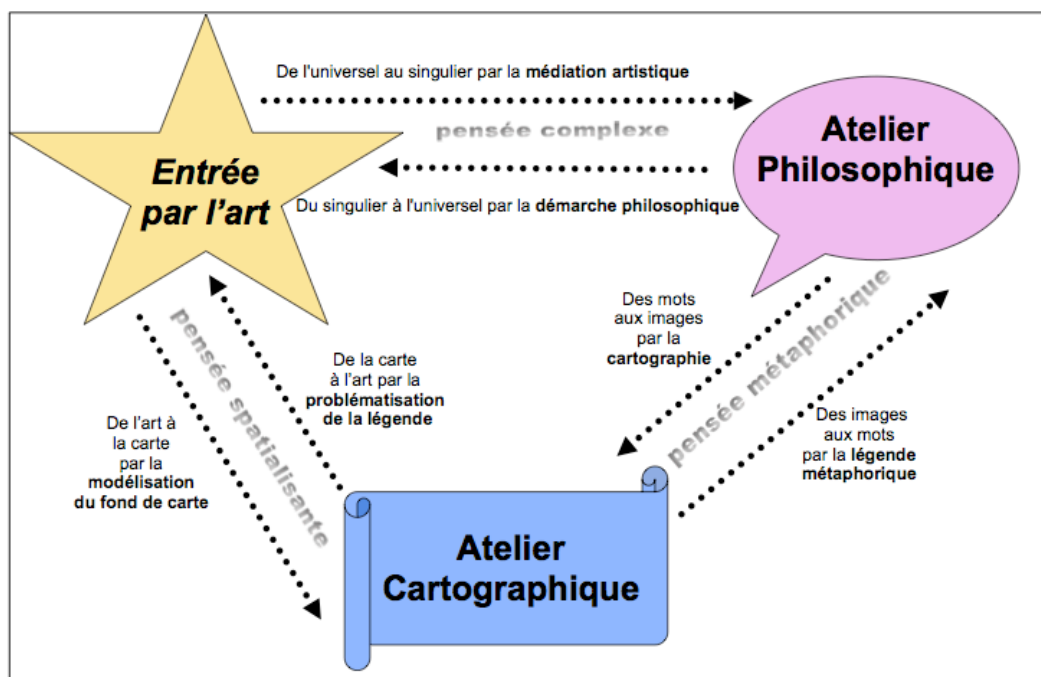 De l'universel au singulier par la médiation artistique
pensée complexe
Atelier
Philosophique
Entrée
par l’art
Du singulier à l'universel par la démarche philosophique
Des mots
aux images
par la
cartographie
pensée métaphorique
Des images
aux mots
par la légende
métaphorique
pensée spatialisante
De la carte
à l’art par la
problématisation
de la légende
De l’art à
la carte
par la
modélisation
du fond de carte
Atelier
Cartographique